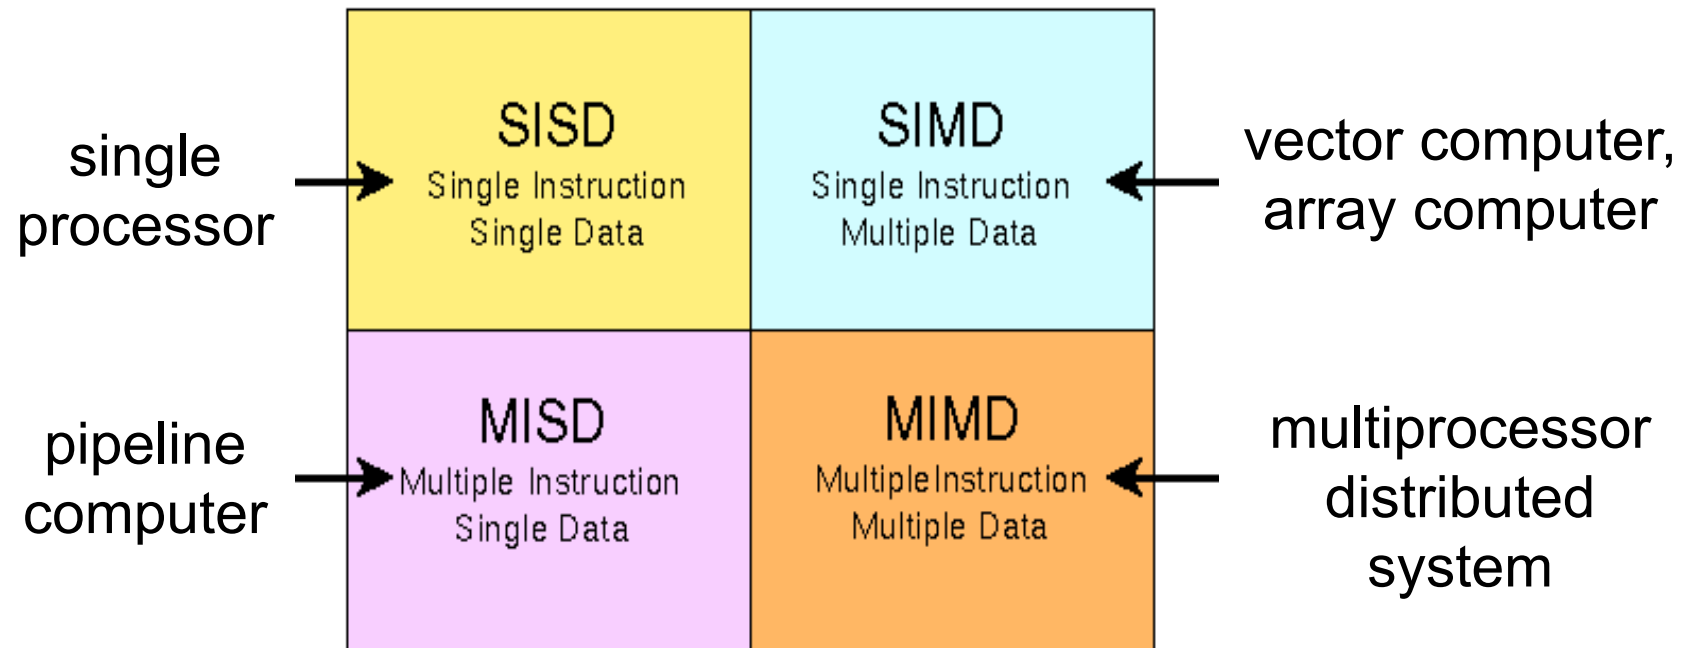 single
processor
SISD
Single Instruction
Single Data
SIMD
Single Instruction
Multiple Data
vector computer,
array computer
pipeline
computer
MISD
Multiple Instruction
Single Data
MIMD
Multiple Instruction
Multiple Data
multiprocessor
distributed
system